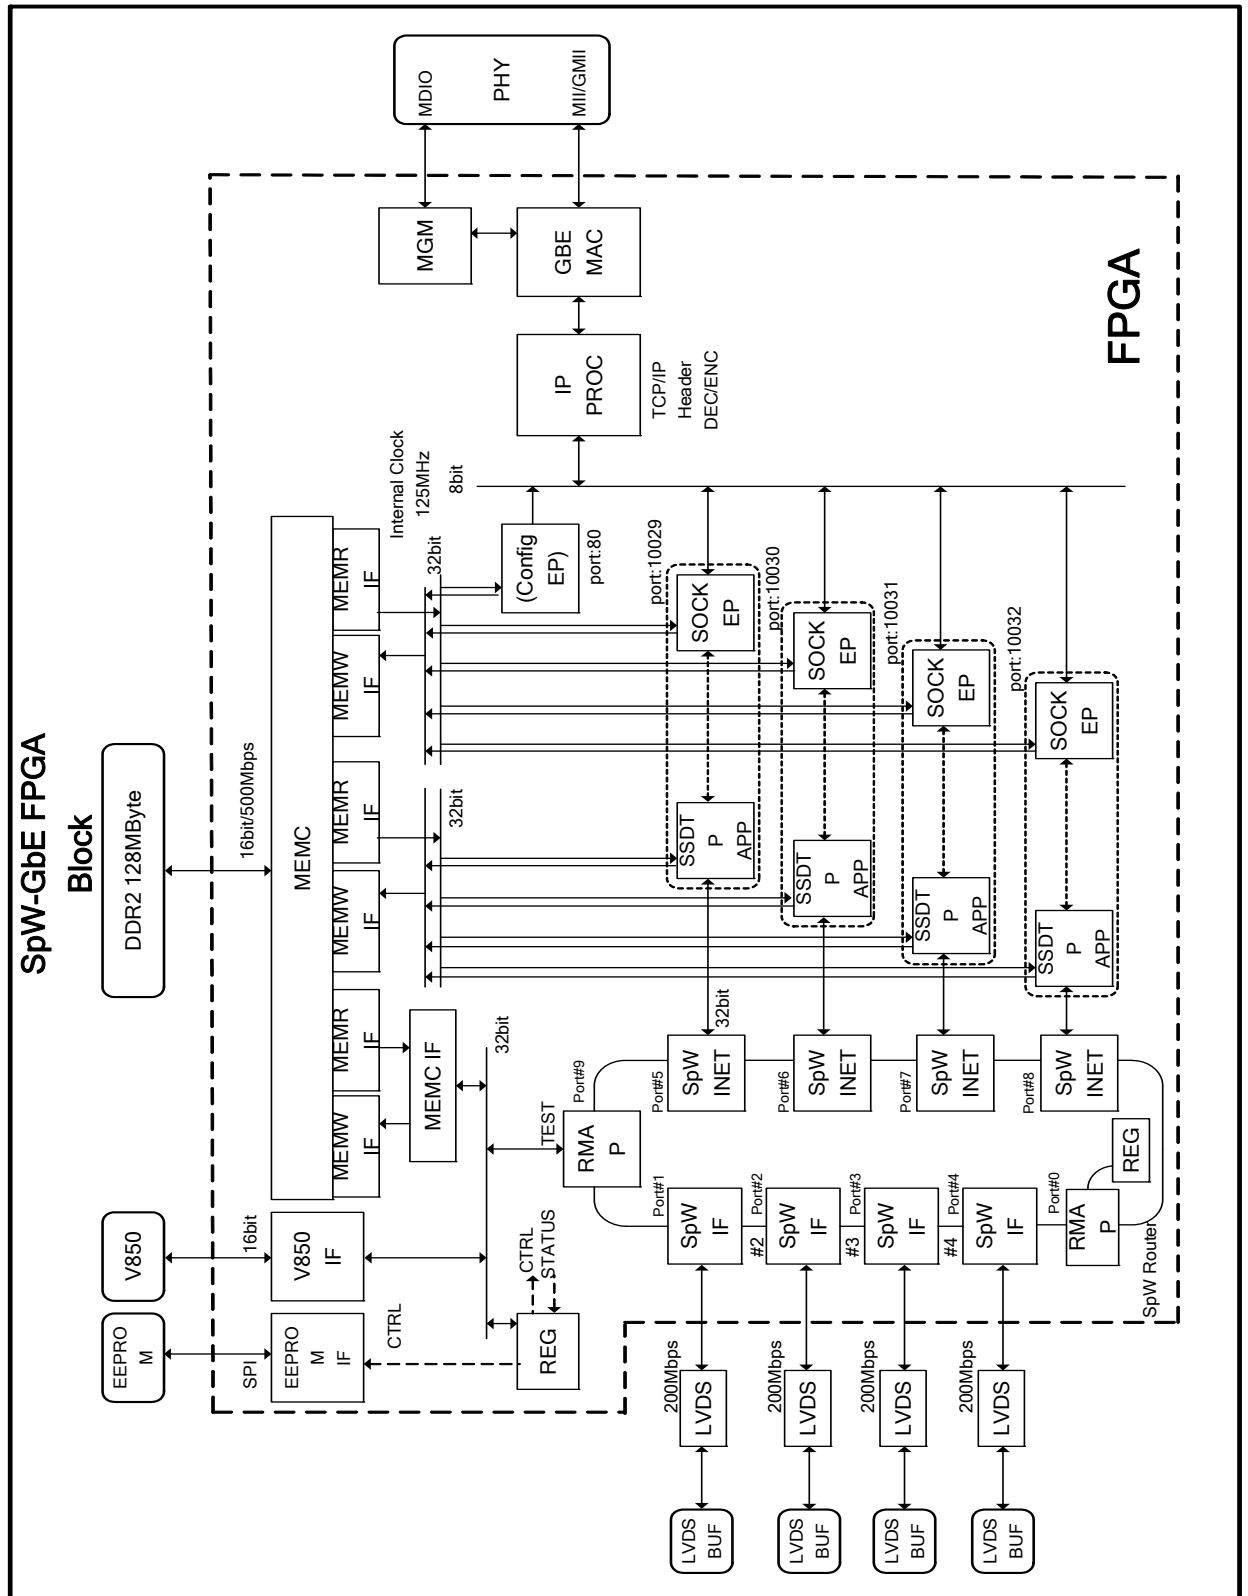 SpW-GbE FPGA
Block
EEPRO
M
V850
DDR2 128MByte
SPI
16bit
16bit/500Mbps
EEPRO
M
IF
V850
IF
MEMC
MEMW
IF
MEMR
IF
MEMW
IF
MEMR
IF
MEMW
IF
MEMR
IF
CTRL
MEMC IF
Internal Clock
125MHz
8bit
32bit
32bit
32bit
MGM
MDIO
PHY
MII/GMII
GBE
MAC
IP
PROC
TCP/IP
Header
DEC/ENC
(Config
EP)
port:80
REG
CTRL
STATUS
TEST
RMA
P
Port#9
LVDS
BUF
LVDS
200Mbps
SpW
IF
Port#1
Port#5
SpW
INET
32bit
SSDT
P
APP
SOCK
EP
port:10029
LVDS
BUF
LVDS
200Mbps
#2
SpW
IF
Port#2
Port#6
SpW
INET
SSDT
P
APP
SOCK
EP
port:10030
LVDS
BUF
LVDS
200Mbps
#3
SpW
IF
Port#3
Port#7
SpW
INET
SSDT
P
APP
SOCK
EP
port:10031
LVDS
BUF
LVDS
200Mbps
#4
SpW
IF
Port#4
Port#8
SpW
INET
SSDT
P
APP
SOCK
EP
port:10032
Port#0
RMA
P
REG
SpW Router
FPGA